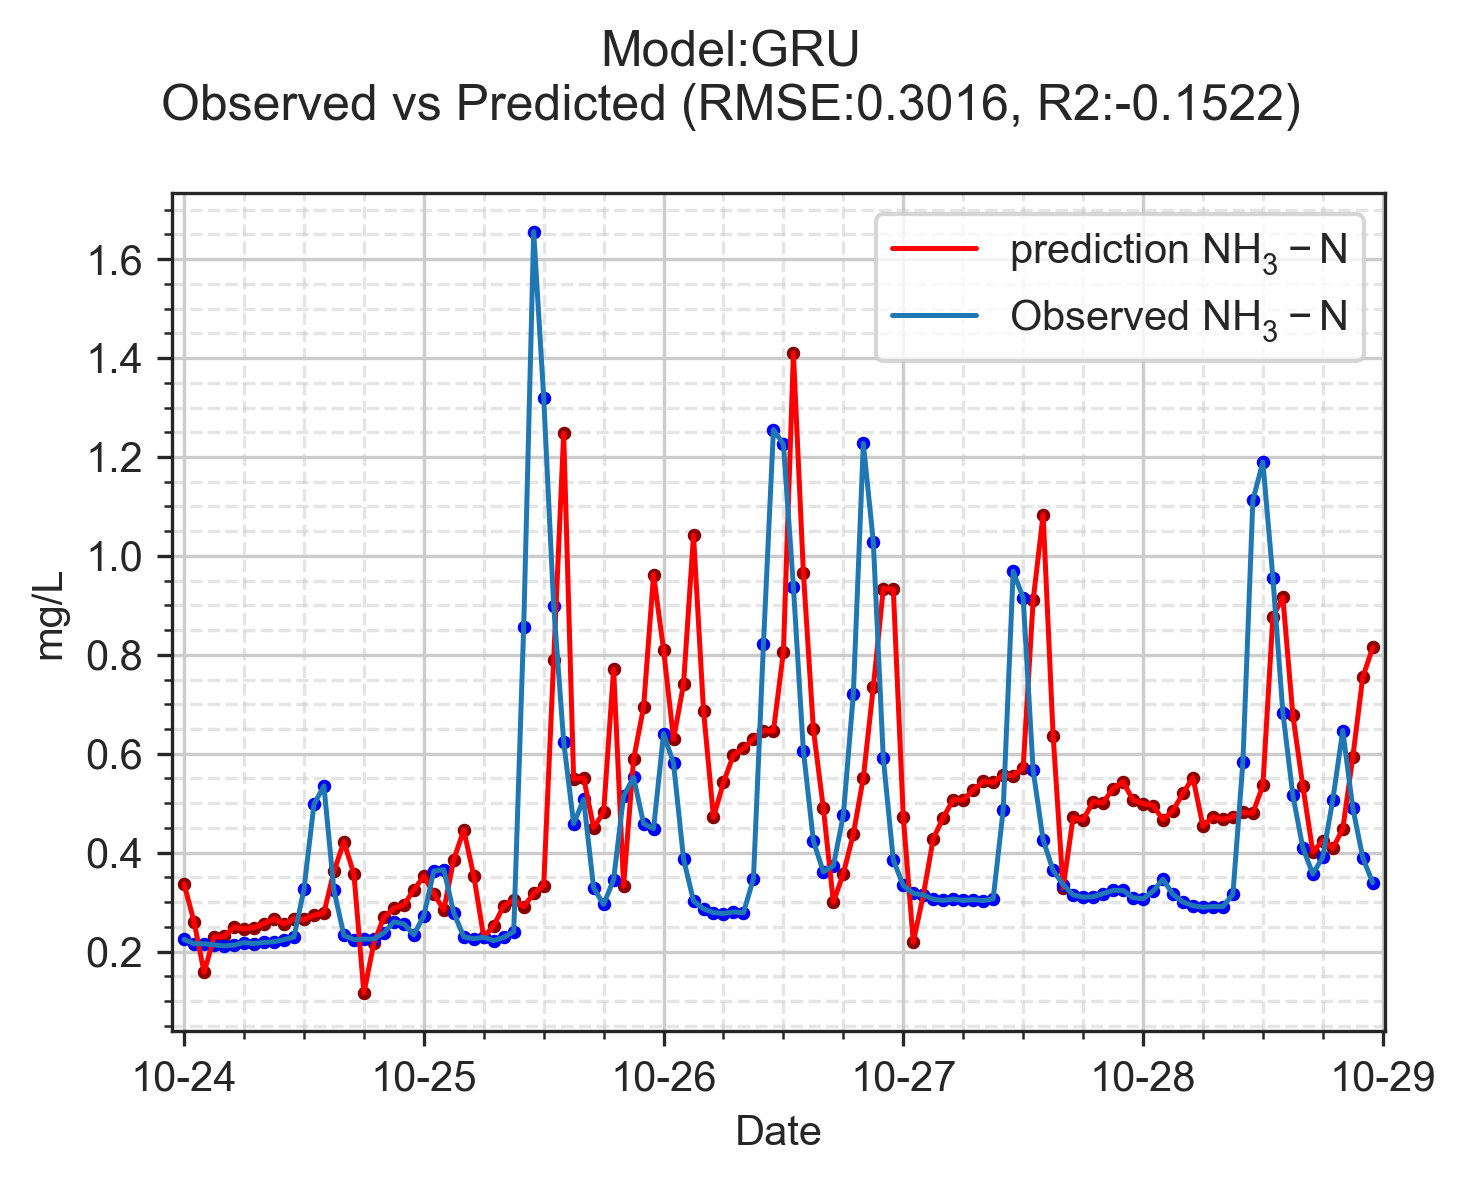 Model:GRU
Observed vs Predicted (RMSE:0.3016, R2:-0.1522)
prediction NH₃ − N
Observed NH₃ − N
1.6
1.4
1.2
1.0
0.8
0.6
0.4
0.2
mg/L
10-24 10-25 10-26 10-27 10-28 10-29
Date